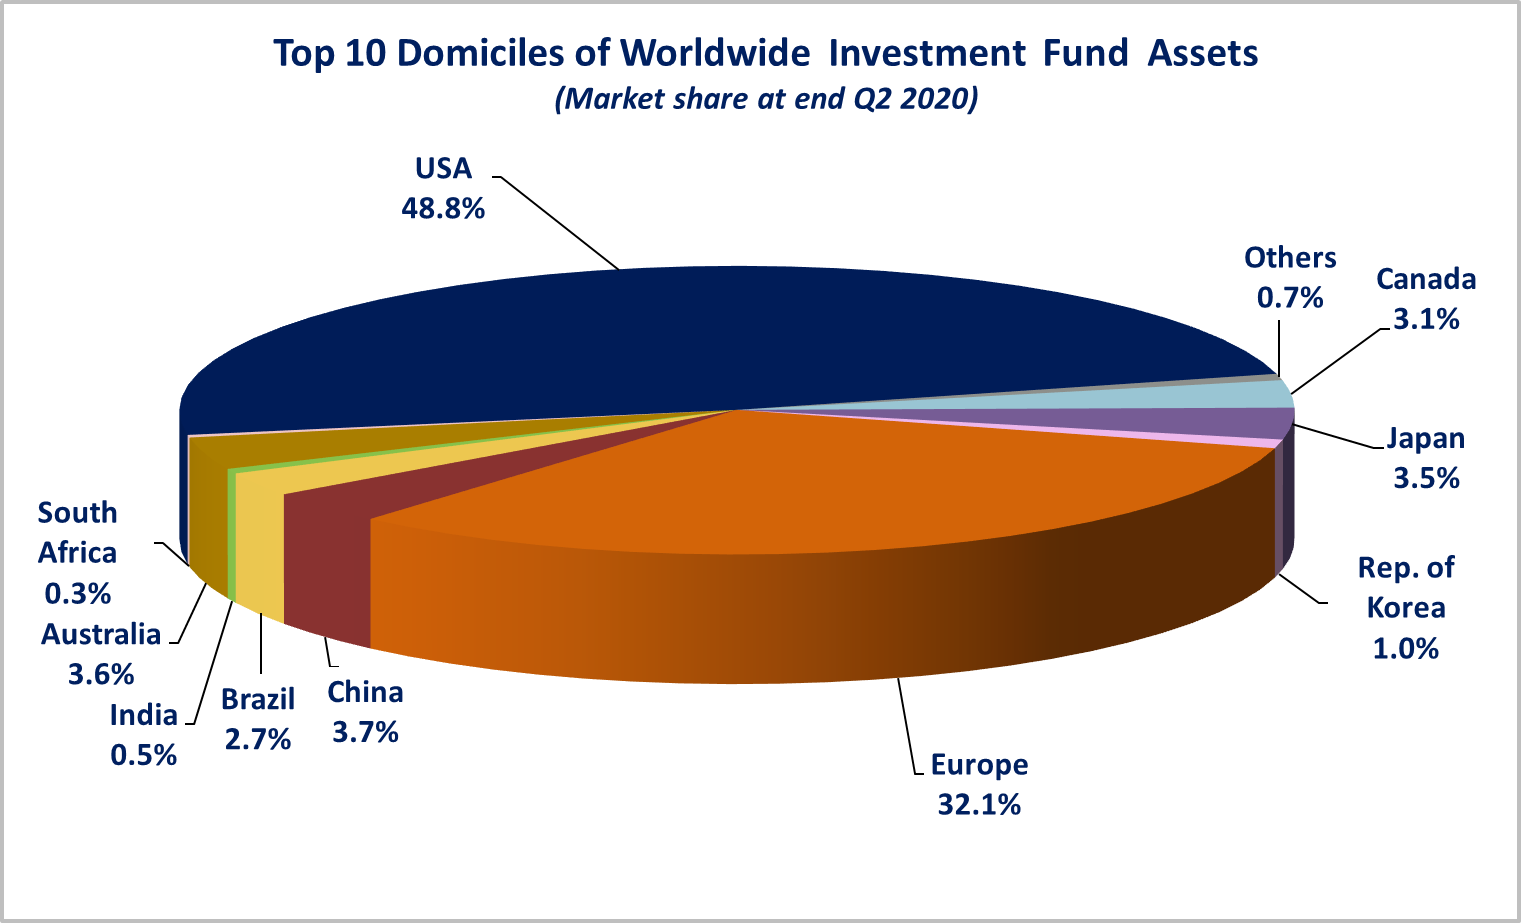 Top 10 Domiciles of Worldwide Investment Fund Assets
(Market share at end Q2 2020)
USA
48.8%
Others
0.7%
Canada
3.1%
Japan
3.5%
Rep. of
Korea
1.0%
Europe
32.1%
China
3.7%
Brazil
2.7%
India
0.5%
Australia
3.6%
South
Africa
0.3%